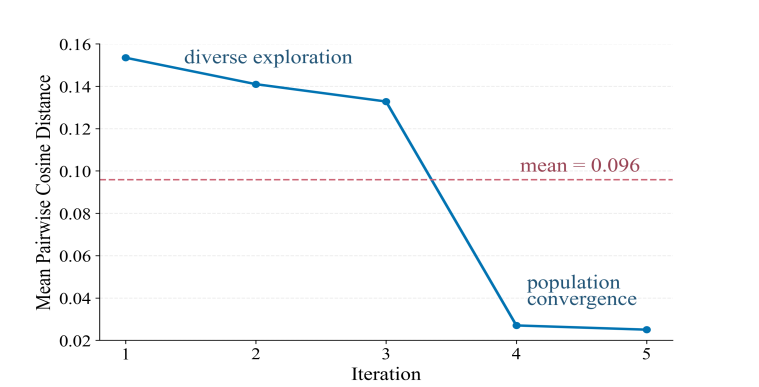 0.16
0.14
0.12
0.10
0.08
0.06
0.04
0.02
Mean Pairwise Cosine Distance
diverse exploration
mean = 0.096
population
convergence
1 2 3 4 5
Iteration